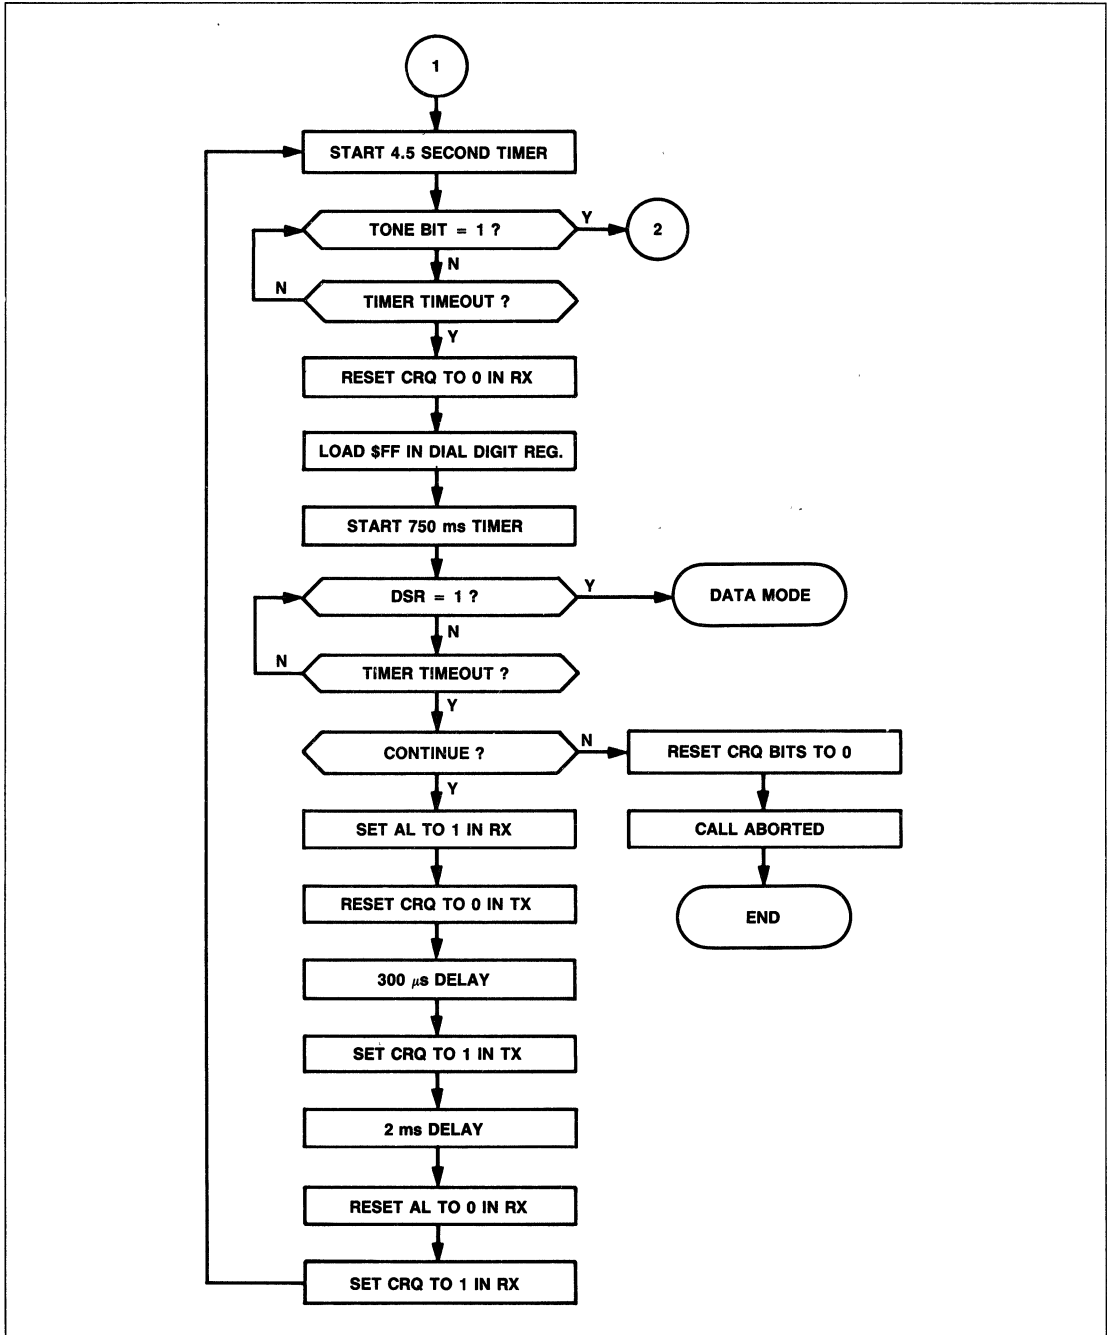 1
START 4.5 SECOND TIMER
TONE BIT = 1 ?
Y
2
N
N
TIMER TIMEOUT ?
Y
RESET CRQ TO 0 IN RX
LOAD $FF IN DIAL DIGIT REG.
START 750 ms TIMER
DSR = 1 ?
Y
DATA MODE
N
N
TIMER TIMEOUT ?
Y
CONTINUE ?
N
RESET CRQ BITS TO 0
Y
SET AL TO 1 IN RX
CALL ABORTED
RESET CRQ TO 0 IN TX
END
300 μs DELAY
SET CRQ TO 1 IN TX
2 ms DELAY
RESET AL TO 0 IN RX
SET CRQ TO 1 IN RX